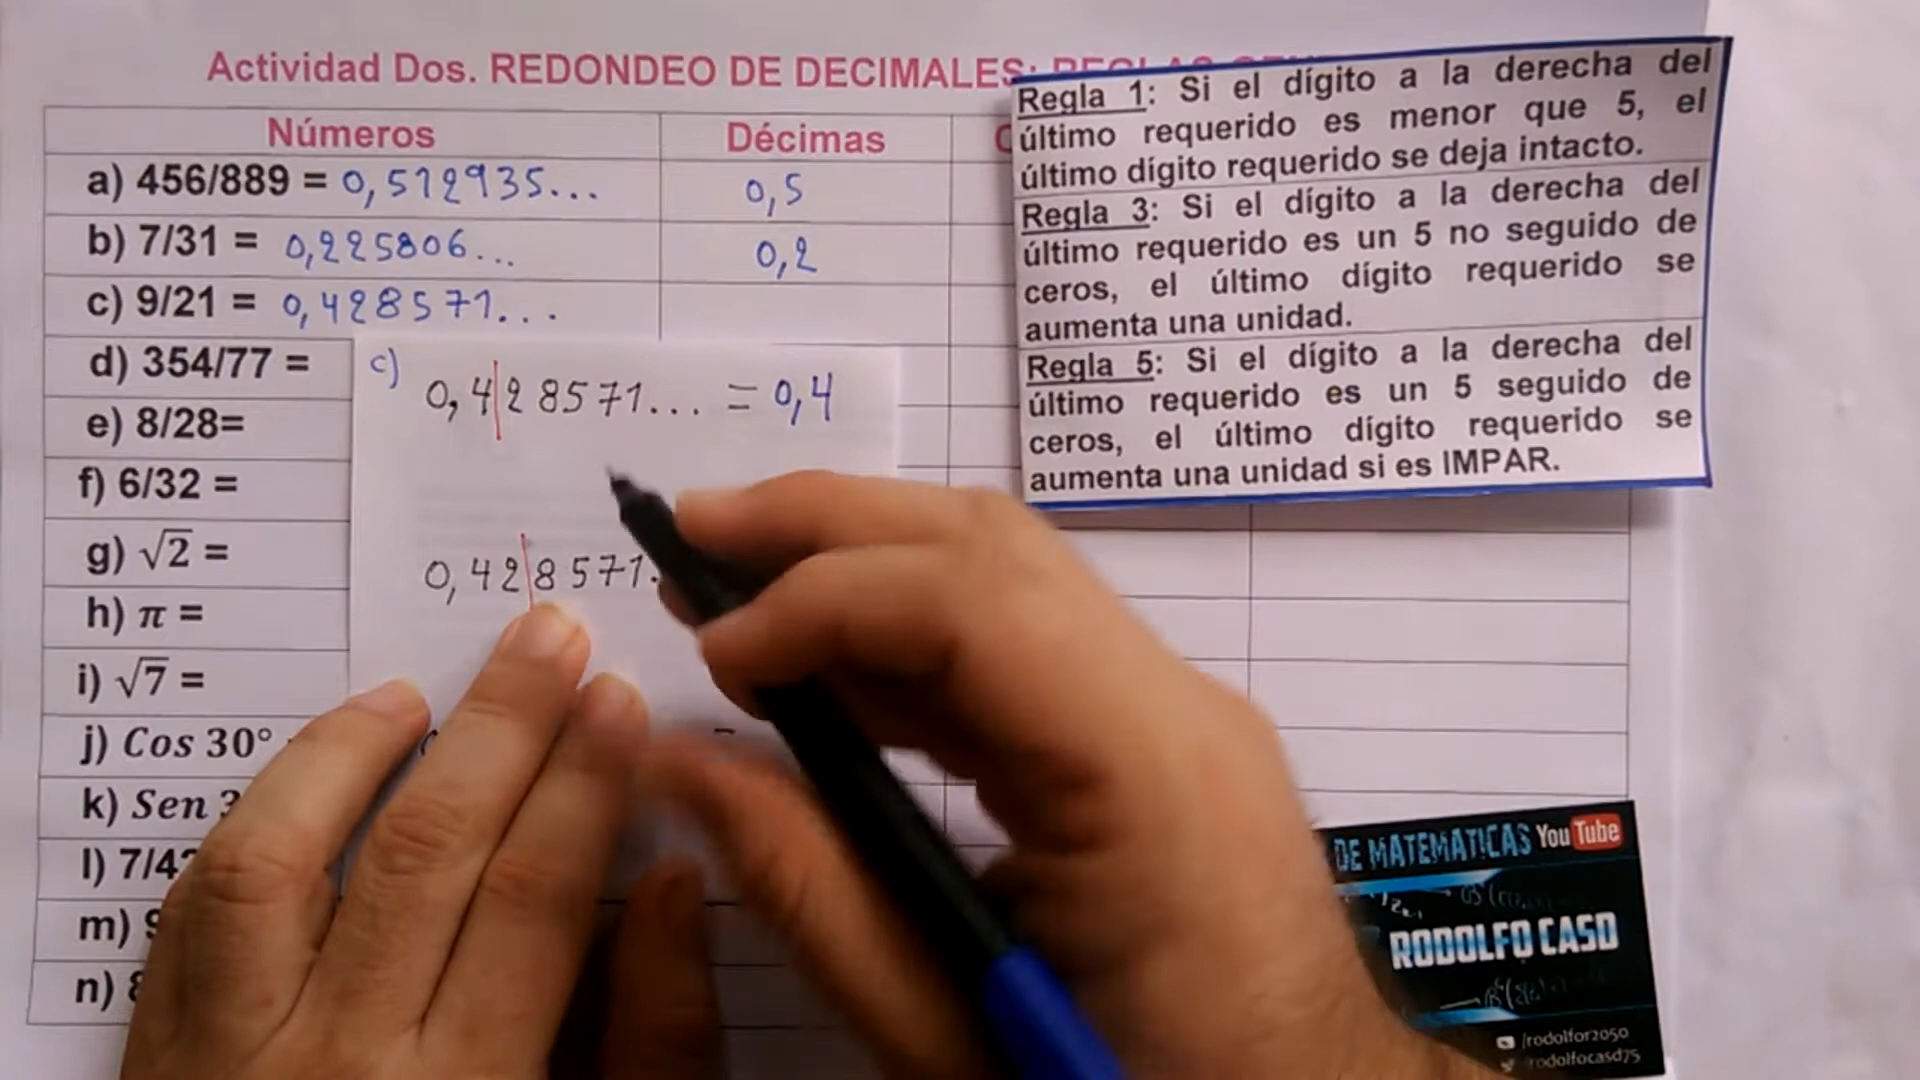 Actividad Dos. REDONDEO DE DECIMALES:
Números
Décimas
a) 456/889 = 0,512935...
0,5
b) 7/31 = 0,225806...
0,2
c) 9/21 = 0,428571...
d) 354/77 =
e) 8/28=
f) 6/32 =
g) √2 =
h) π =
i) √7 =
j) Cos 30°
k) Sen 3
l) 7/4
m) 9
n) 8
c)
0,4|28571... = 0,4
0,42|8571.
=
Regla 1: Si el dígito a la derecha del
último requerido es menor que 5, el
último dígito requerido se deja intacto.
Regla 3: Si el dígito a la derecha del
último requerido es un 5 no seguido de
ceros, el último dígito requerido se
aumenta una unidad.
Regla 5: Si el dígito a la derecha del
último requerido es un 5 seguido de
ceros, el último dígito requerido se
aumenta una unidad si es IMPAR.
DE MATEMATICAS YouTube
RODOLFO CASD
/rodolfor2050
rodolfocasd75